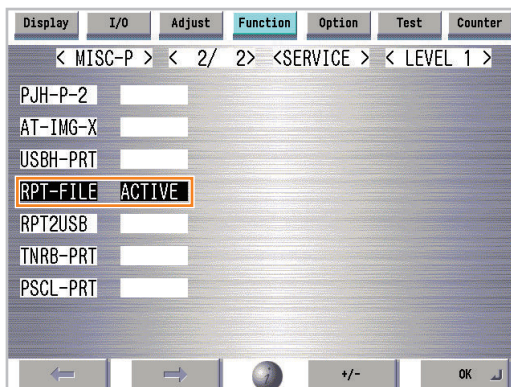 Display I/O Adjust Function Option Test Counter
< MISC-P > < 2/ 2> <SERVICE > < LEVEL 1 >
PJH-P-2
AT-IMG-X
USBH-PRT
RPT-FILE ACTIVE
RPT2USB
TNRB-PRT
PSCL-PRT
+/- OK